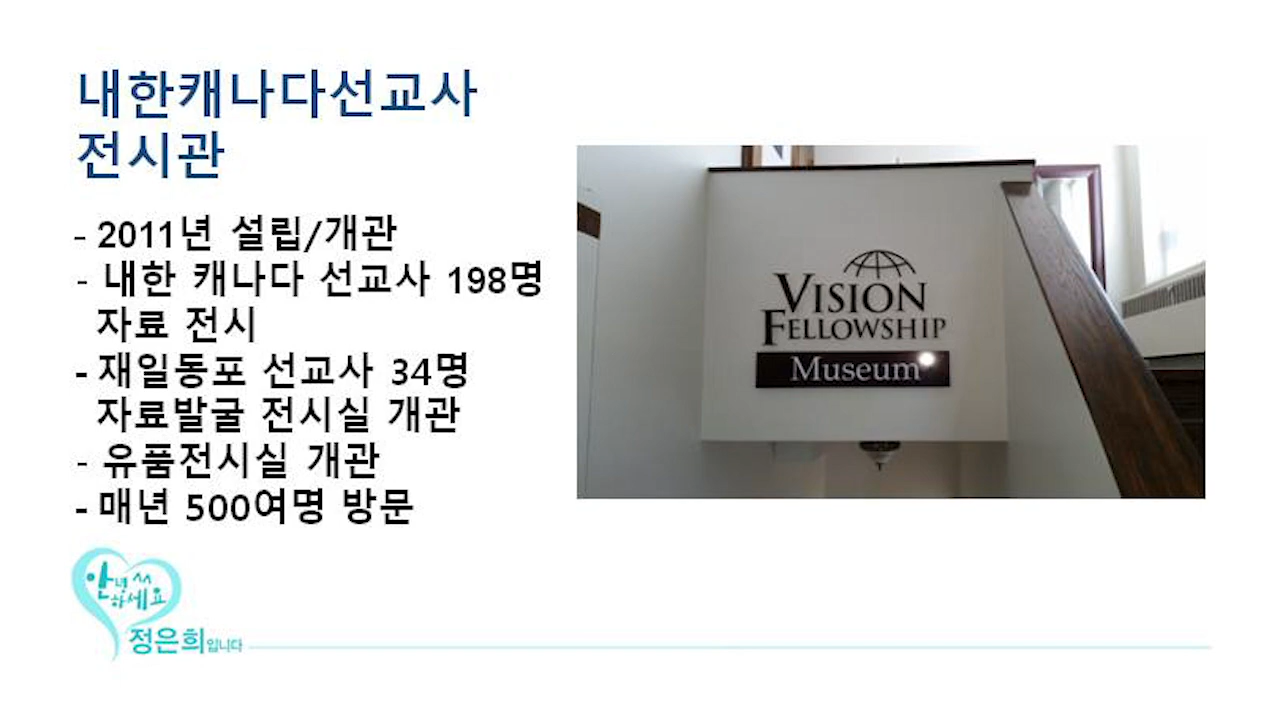 내한캐나다선교사
전시관
- 2011년 설립/개관
- 내한 캐나다 선교사 198명
자료 전시
- 재일동포 선교사 34명
자료발굴 전시실 개관
- 유품전시실 개관
- 매년 500여명 방문
VISION
FELLOWSHIP
Museum
안녕
하세요
정은희입니다